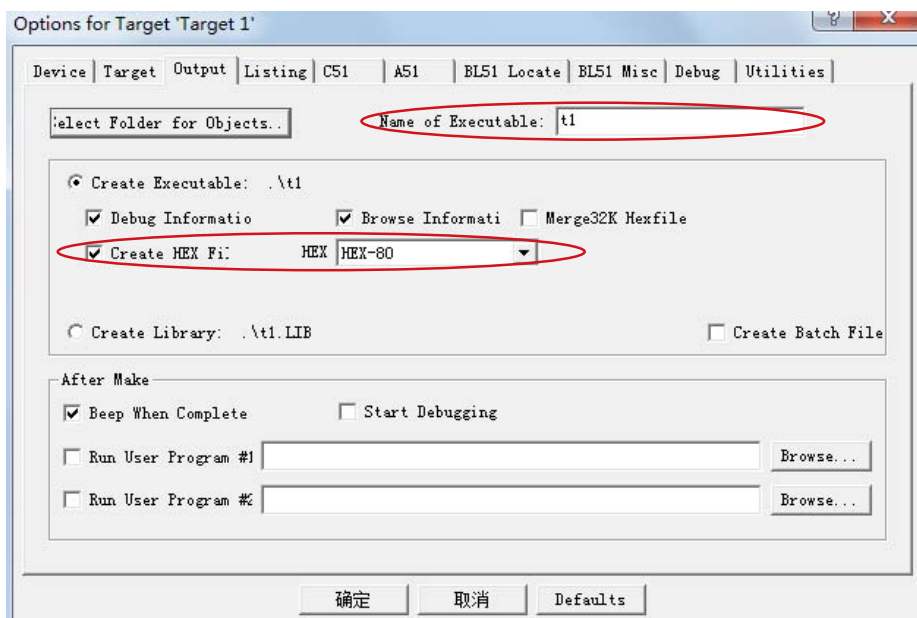 Options for Target 'Target 1'
Device Target Output Listing C51 A51 BL51 Locate BL51 Misc Debug Utilities
elect Folder for Objects..
Name of Executable: t1
Create Executable: .\t1
Debug Informatio Browse Informati Merge32K Hexfile
Create HEX Fi HEX HEX-80
Create Library: .\t1.LIB Create Batch File
After Make
Beep When Complete Start Debugging
Run User Program #1 Browse...
Run User Program #2 Browse...
确定 取消 Defaults